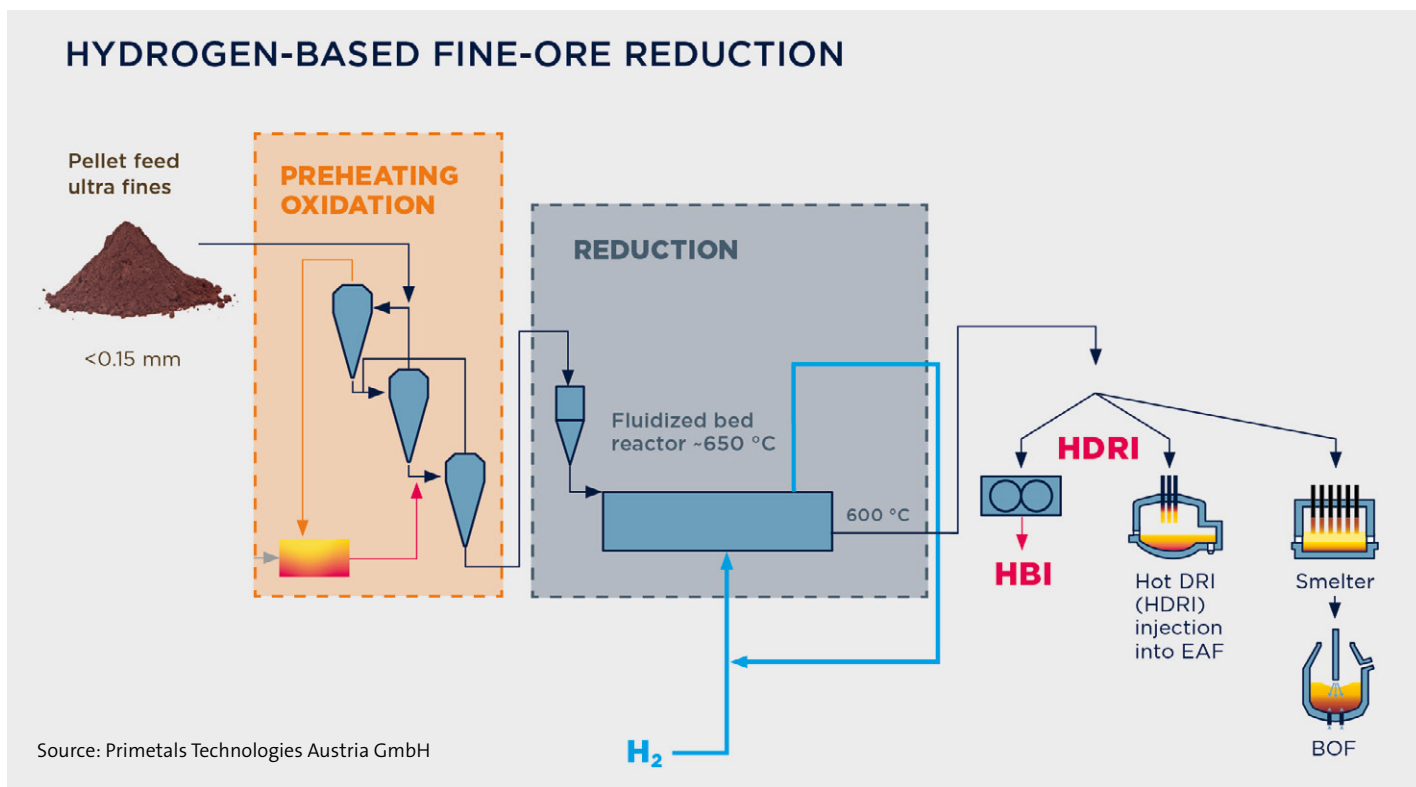 HYDROGEN-BASED FINE-ORE REDUCTION
Pellet feed
ultra fines
<0.15 mm
PREHEATING
OXIDATION
REDUCTION
Fluidized bed
reactor ~650 °C
600 °C
HDRI
HBI
Hot DRI
(HDRI)
injection
into EAF
Smelter
BOF
H₂
Source: Primetals Technologies Austria GmbH